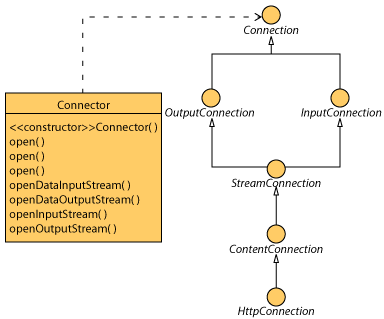 Connection
Connector
<<constructor>>Connector( )
open( )
open( )
open( )
openDataInputStream( )
openDataOutputStream( )
openInputStream( )
openOutputStream( )
OutputConnection
InputConnection
StreamConnection
ContentConnection
HttpConnection